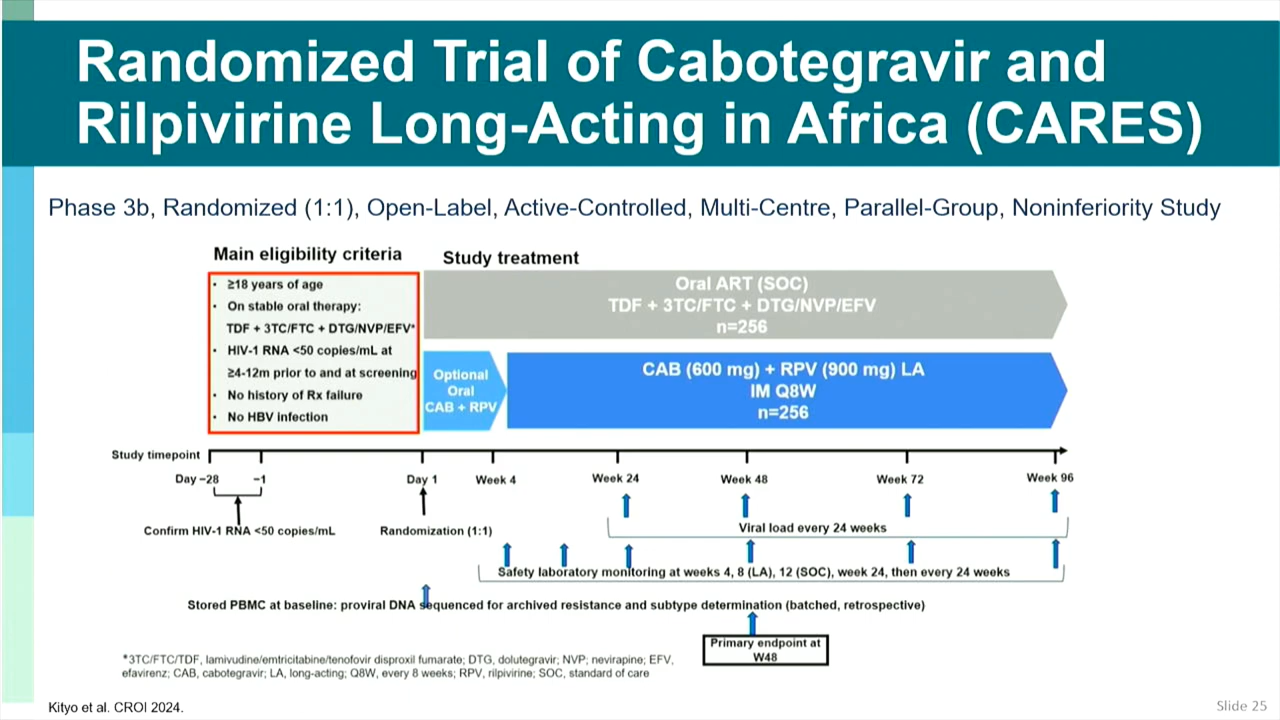 Randomized Trial of Cabotegravir and
Rilpivirine Long-Acting in Africa (CARES)
Phase 3b, Randomized (1:1), Open-Label, Active-Controlled, Multi-Centre, Parallel-Group, Noninferiority Study
Main eligibility criteria
• ≥18 years of age
• On stable oral therapy:
TDF + 3TC/FTC + DTG/NVP/EFV*
• HIV-1 RNA <50 copies/mL at
≥4-12m prior to and at screening
• No history of Rx failure
• No HBV infection
Study treatment
Oral ART (SOC)
TDF + 3TC/FTC + DTG/NVP/EFV
n=256
Optional
Oral
CAB + RPV
CAB (600 mg) + RPV (900 mg) LA
IM Q8W
n=256
Study timepoint
Day −28
−1
Day 1
Week 4
Week 24
Week 48
Week 72
Week 96
Confirm HIV-1 RNA <50 copies/mL
Randomization (1:1)
Viral load every 24 weeks
Safety laboratory monitoring at weeks 4, 8 (LA), 12 (SOC), week 24, then every 24 weeks
Stored PBMC at baseline: proviral DNA sequenced for archived resistance and subtype determination (batched, retrospective)
Primary endpoint at
W48
*3TC/FTC/TDF, lamivudine/emtricitabine/tenofovir disproxil fumarate; DTG, dolutegravir; NVP; nevirapine; EFV,
efavirenz; CAB, cabotegravir; LA, long-acting; Q8W, every 8 weeks; RPV, rilpivirine; SOC, standard of care
Kityo et al. CROI 2024.
Slide 25